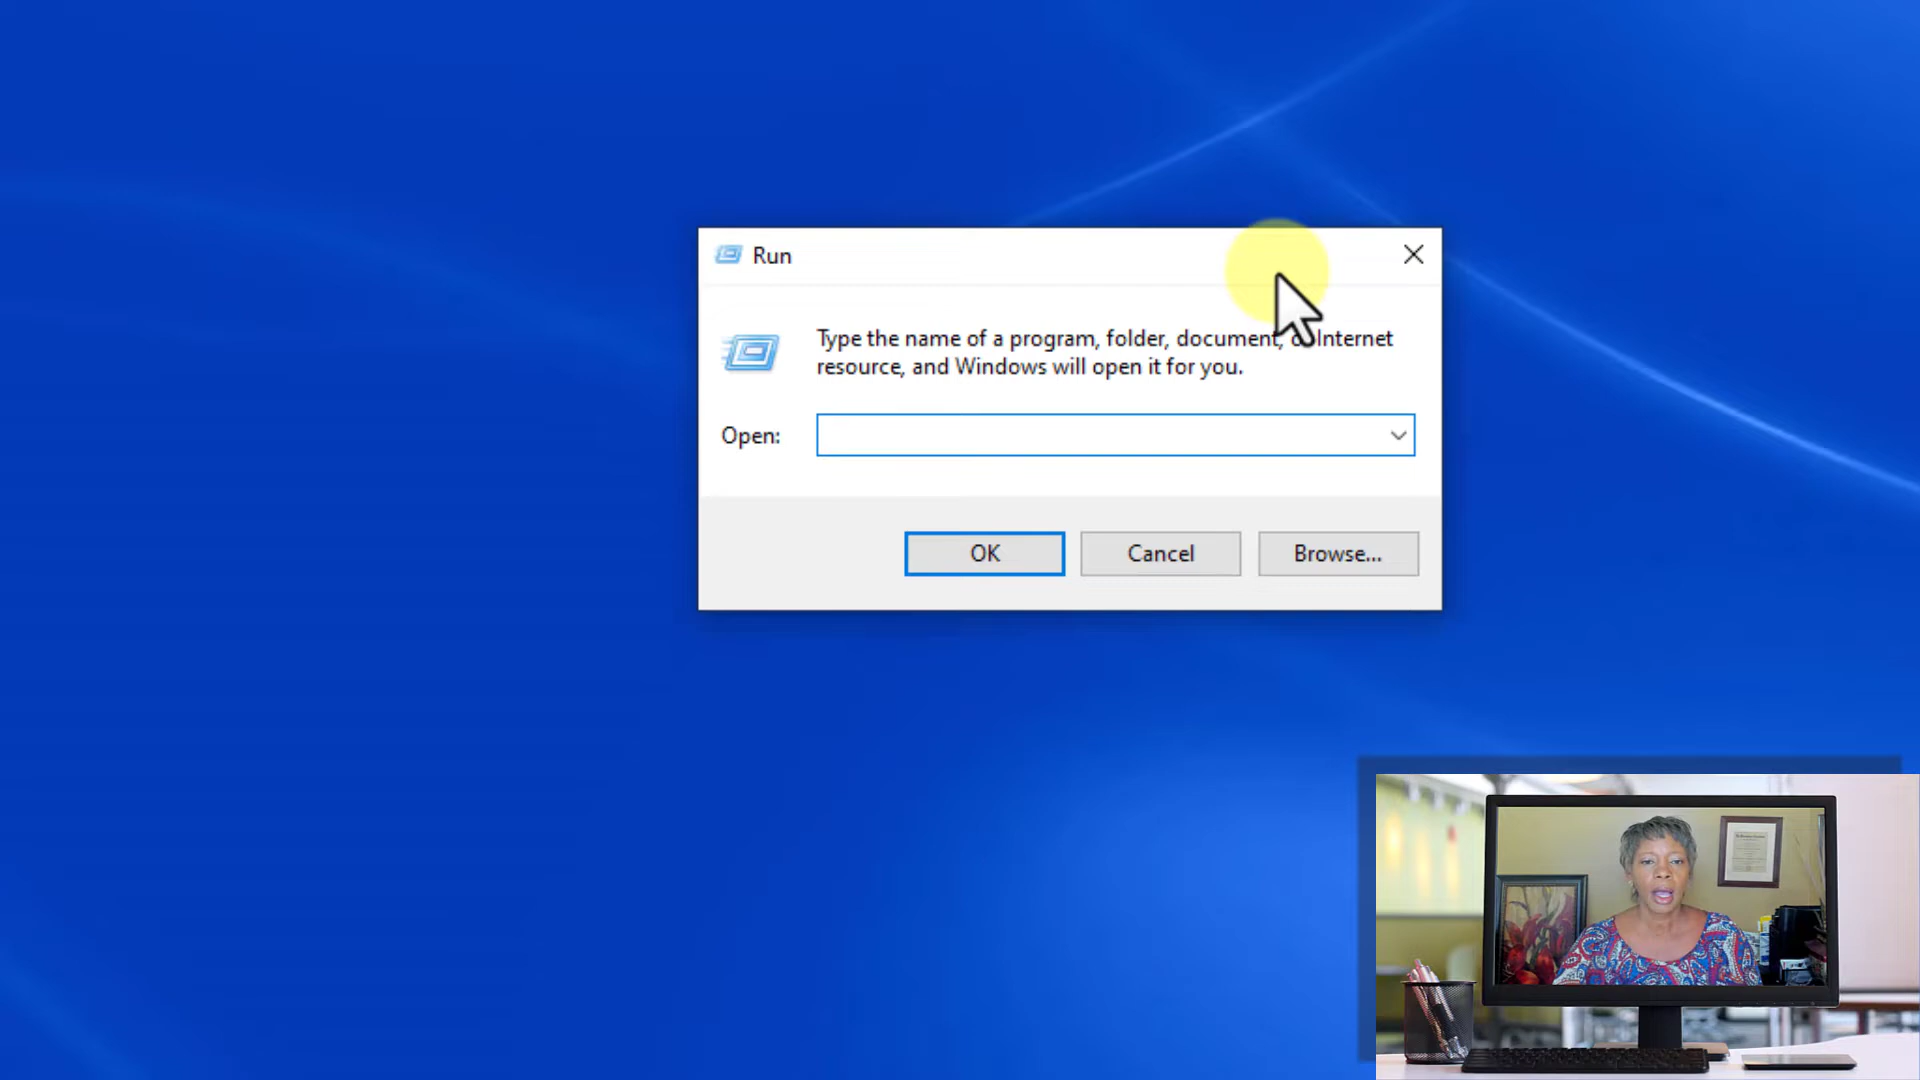 Run
Type the name of a program, folder, document, Internet
resource, and Windows will open it for you.
Open:
OK
Cancel
Browse...